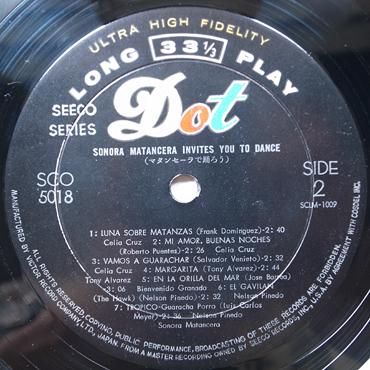 ULTRA HIGH FIDELITY
LONG 33 1/3 PLAY
Dot
SEECO
SERIES
SONORA MATANCERA INVITES YOU TO DANCE
(マタンセーラで踊ろう)
SCO
5018
SIDE
2
SCLM-1009
1: LUNA SOBRE MATANZAS (Frank Dominguez)-2: 40
Celia Cruz 2: MI AMOR, BUENAS NOCHES
(Roberto Puentes)-2: 26 Celia Cruz
3: VAMOS A GUARACHAR (Salvador Veneito)-2: 31
Celia Cruz 4: MARGARITA (Tony Alvarez)-2: 44
Tony Alvarez 5: EN LA ORILLA DEL MAR (Jose Barros)
-3: 06 Bienvenido Granado 6: EL GAVILAN
(The Hawk) (Nelson Pinedo)-2: 31 Nelson Pinedo
7: TROPICO-Guaracha Porro (Luis Carlos
Meyer)-2: 36 Nelson Pinedo
Sonora Matancera
MANUFACTURED BY VICTOR RECORD COMPANY, LTD., JAPAN. FROM A MASTER RECORDING OWNED BY SEECO RECORDS, INC., U.S.A. BY AGREEMENT WITH COSDEL INC.
ALL RIGHTS RESERVED. COPYING, PUBLIC PERFORMANCE, BROADCASTING OF THESE RECORDS ARE FORBIDDEN.